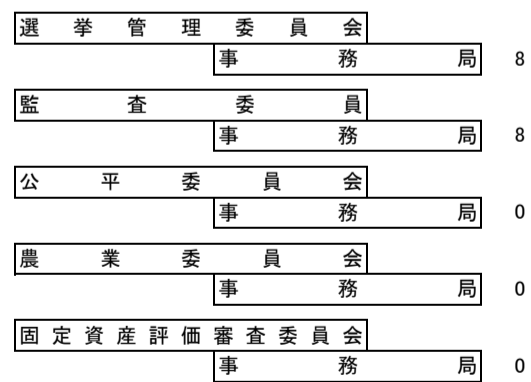 選挙管理委員会
事務局 8
監査委員
事務局 8
公平委員会
事務局 0
農業委員会
事務局 0
固定資産評価審査委員会
事務局 0